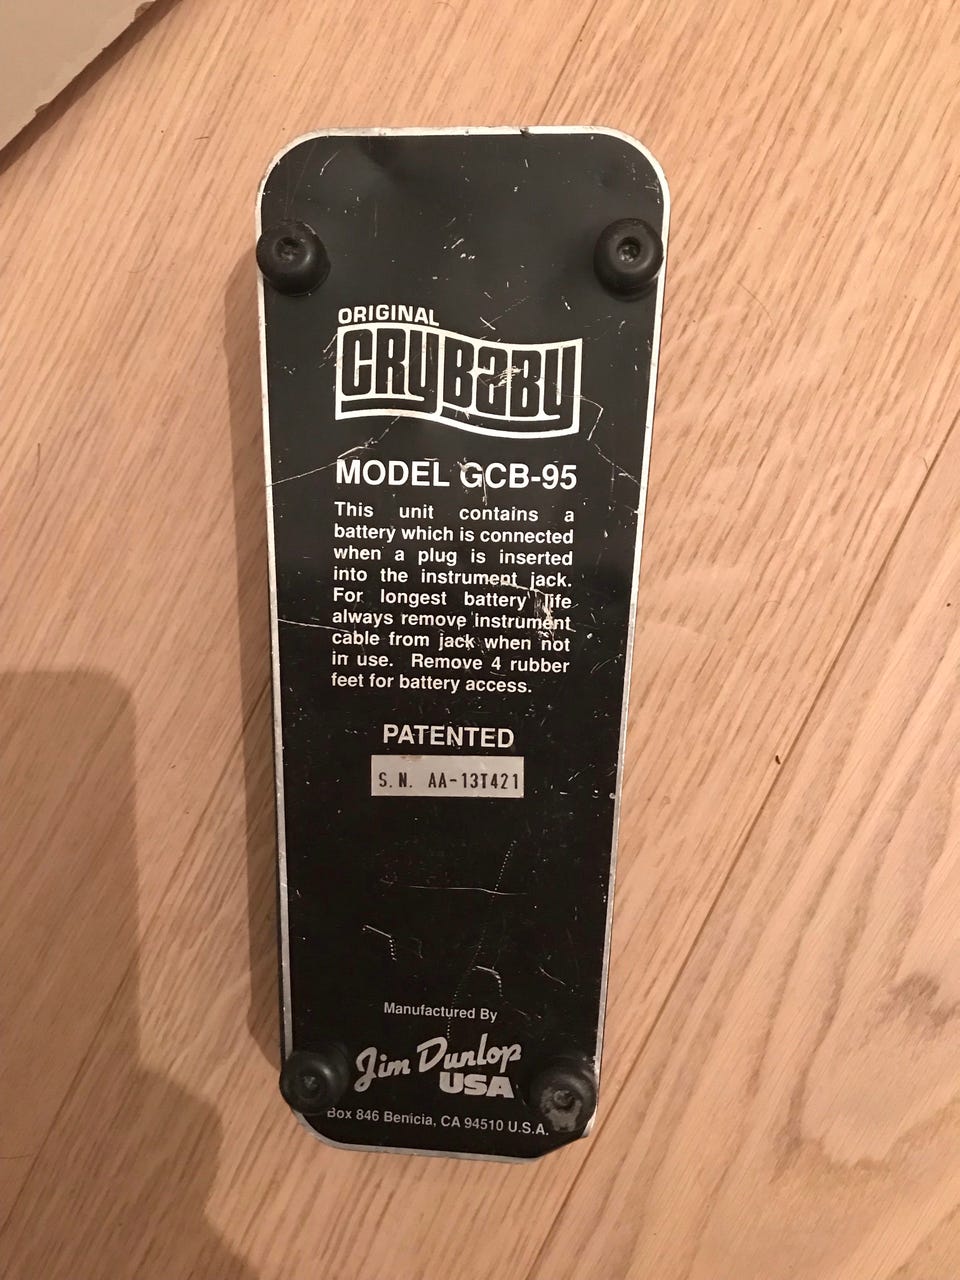 ORIGINAL
CRYBABY
MODEL GCB-95
This unit contains a
battery which is connected
when a plug is inserted
into the instrument jack.
For longest battery life
always remove instrument
cable from jack when not
in use. Remove 4 rubber
feet for battery access.
PATENTED
S.N. AA-13T421
Manufactured By
Jim Dunlop
USA
Box 846 Benicia, CA 94510 U.S.A.